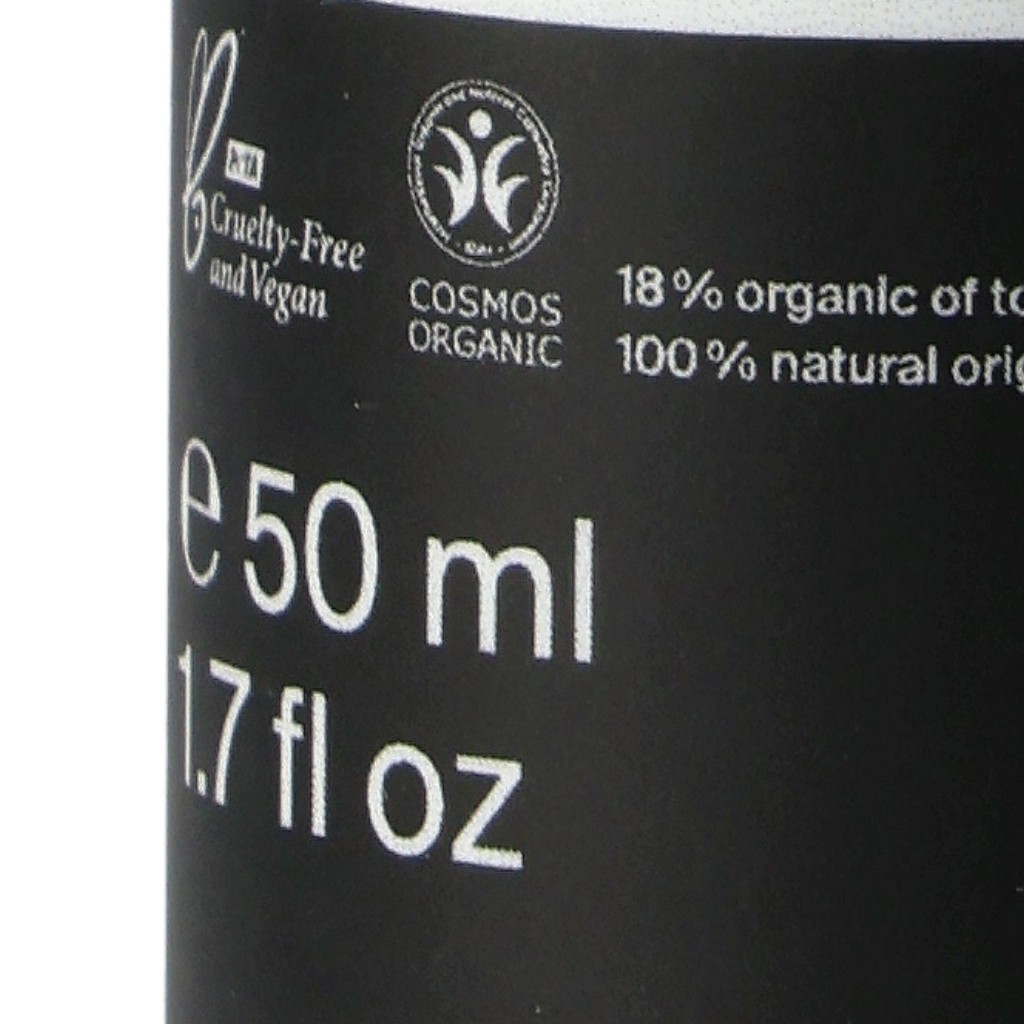 PETA
Cruelty-Free
and Vegan
COSMOS
ORGANIC
18% organic of to
100% natural orig
e 50 ml
1.7 fl oz